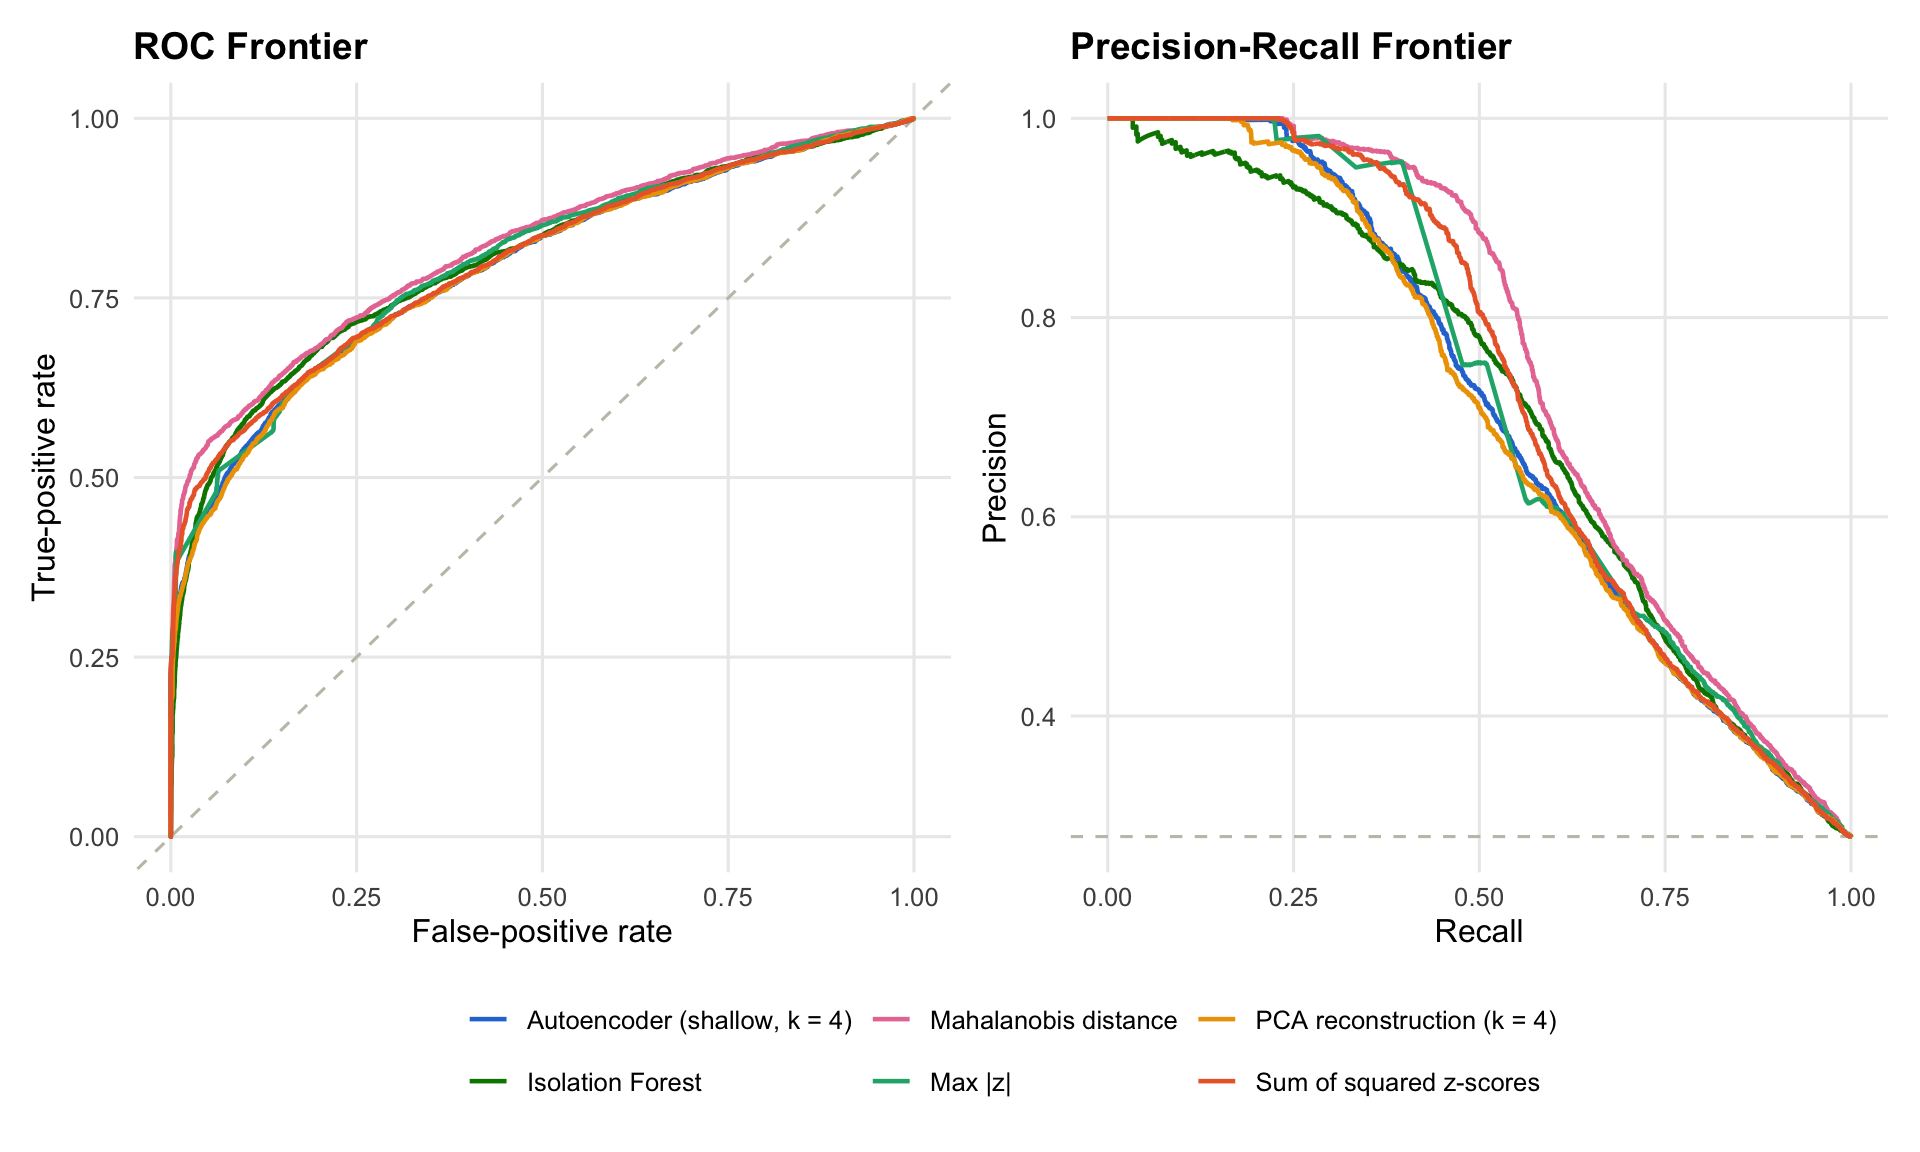 ROC Frontier
1.00
0.75
0.50
0.25
0.00
True-positive rate
0.00 0.25 0.50 0.75 1.00
False-positive rate
Precision-Recall Frontier
1.0
0.8
0.6
0.4
Precision
0.00 0.25 0.50 0.75 1.00
Recall
Autoencoder (shallow, k = 4) Mahalanobis distance PCA reconstruction (k = 4)
Isolation Forest Max |z| Sum of squared z-scores